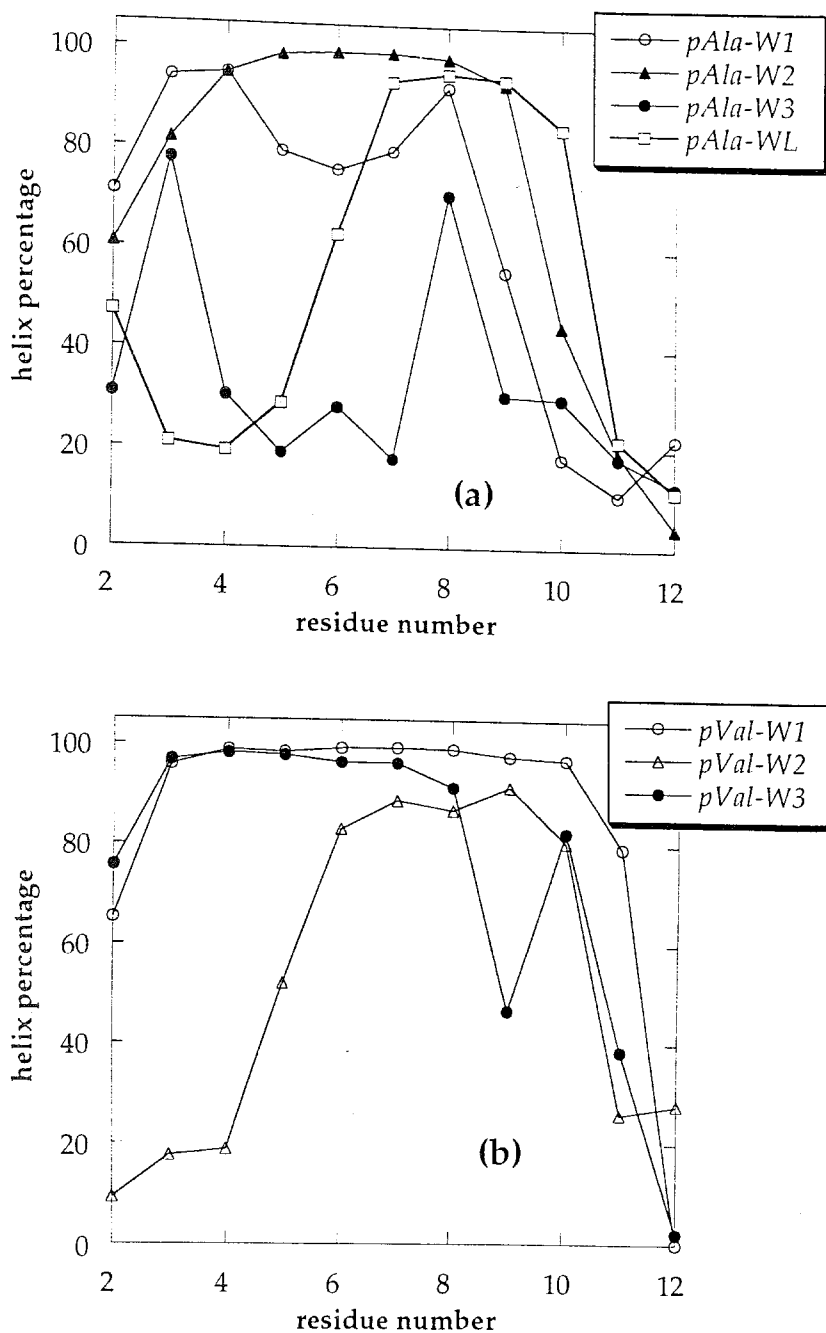 100
80
60
40
20
0
helix percentage
2 4 6 8 10 12
residue number
(a)
pAla-W1
pAla-W2
pAla-W3
pAla-WL
100
80
60
40
20
0
helix percentage
2 4 6 8 10 12
residue number
(b)
pVal-W1
pVal-W2
pVal-W3